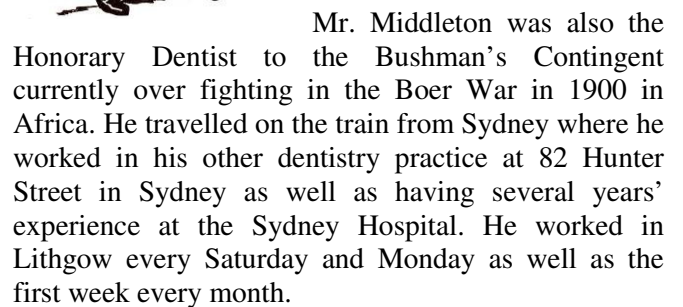 Mr. Middleton was also the
Honorary Dentist to the Bushman's Contingent
currently over fighting in the Boer War in 1900 in
Africa. He travelled on the train from Sydney where he
worked in his other dentistry practice at 82 Hunter
Street in Sydney as well as having several years'
experience at the Sydney Hospital. He worked in
Lithgow every Saturday and Monday as well as the
first week every month.